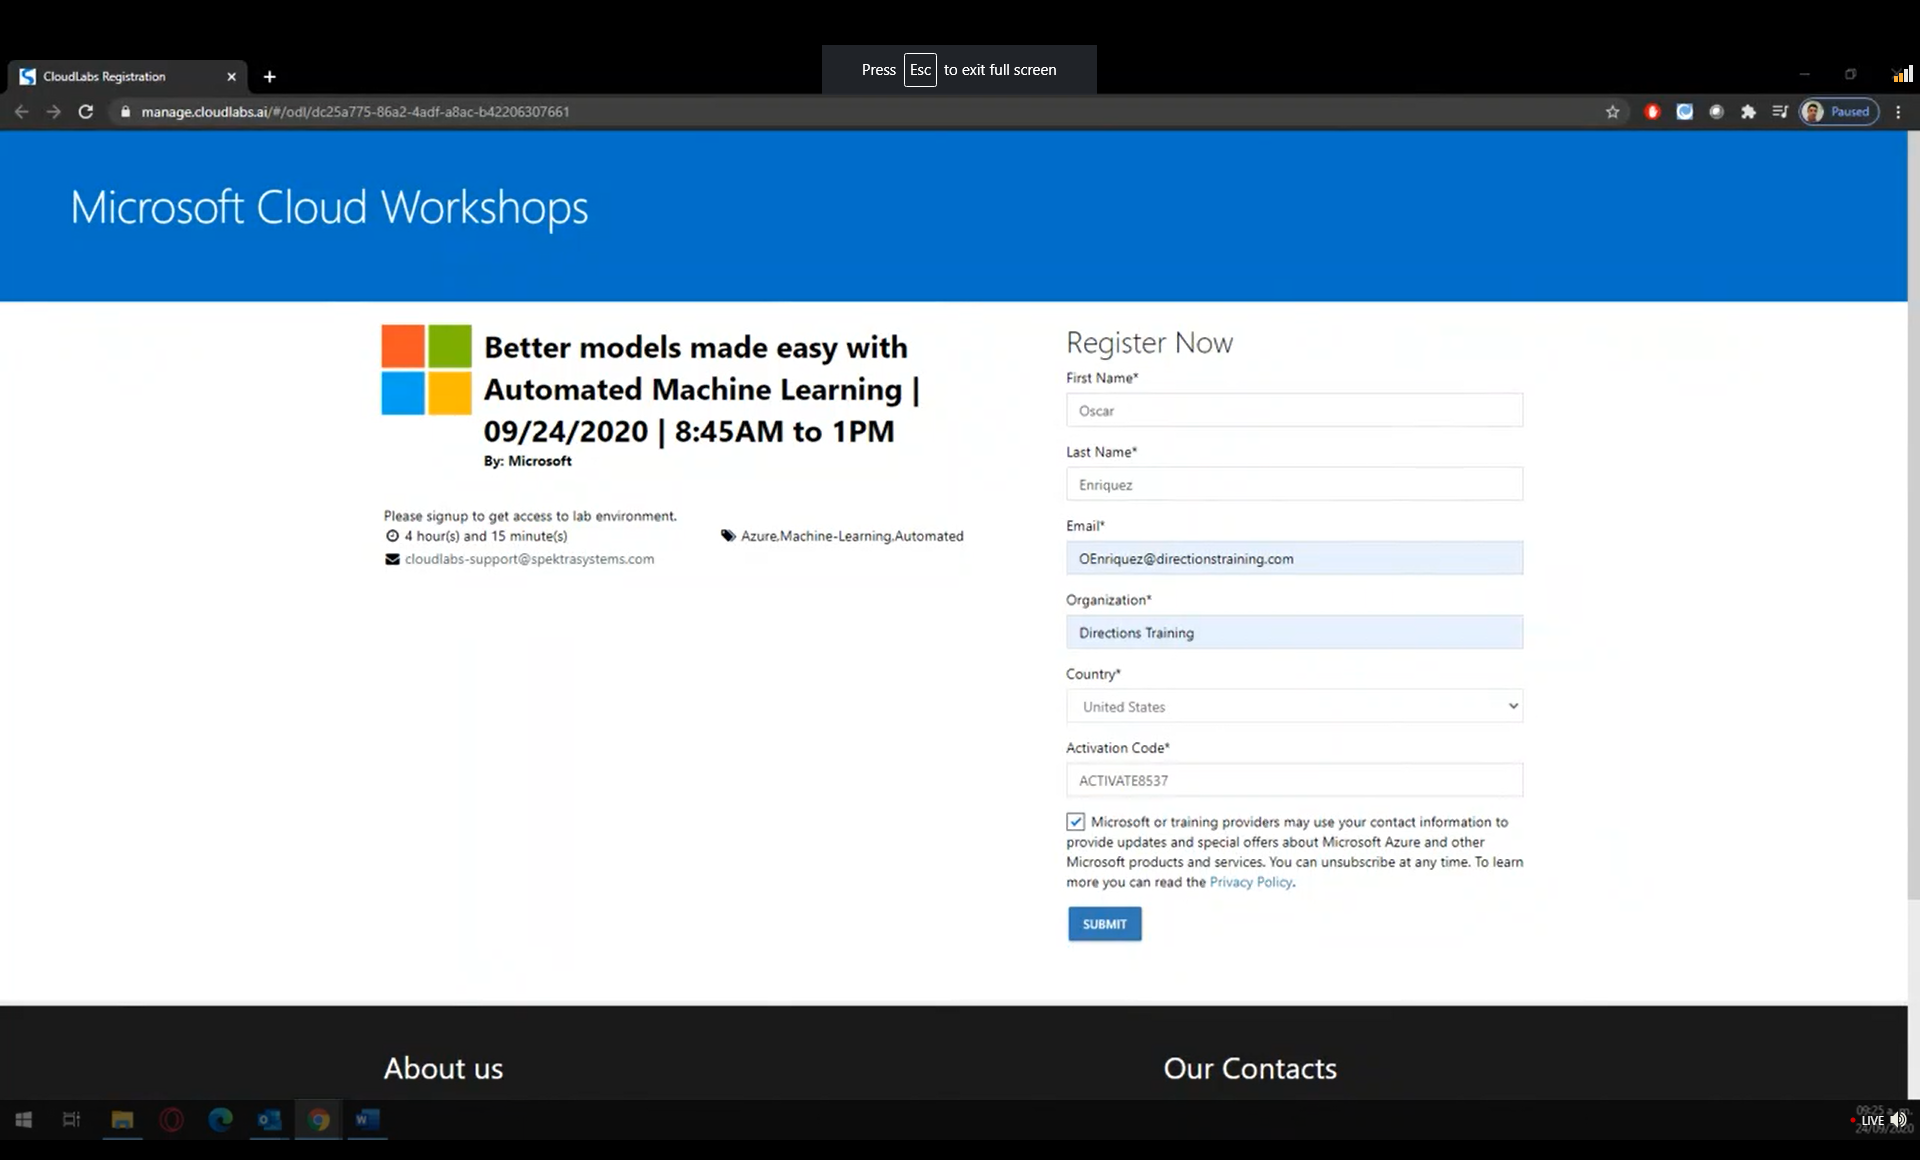 Press Esc to exit full screen
CloudLabs Registration
manage.cloudlabs.ai/#/odl/dc25a775-86a2-4adf-a8ac-b42206307661
Paused
Microsoft Cloud Workshops
Better models made easy with
Automated Machine Learning |
09/24/2020 | 8:45AM to 1PM
By: Microsoft
Please signup to get access to lab environment.
4 hour(s) and 15 minute(s)
Azure,Machine-Learning,Automated
cloudlabs-support@spektrasystems.com
Register Now
First Name*
Oscar
Last Name*
Enriquez
Email*
OEnriquez@directionstraining.com
Organization*
Directions Training
Country*
United States
Activation Code*
ACTIVATE8537
Microsoft or training providers may use your contact information to
provide updates and special offers about Microsoft Azure and other
Microsoft products and services. You can unsubscribe at any time. To learn
more you can read the Privacy Policy.
SUBMIT
About us
Our Contacts
LIVE